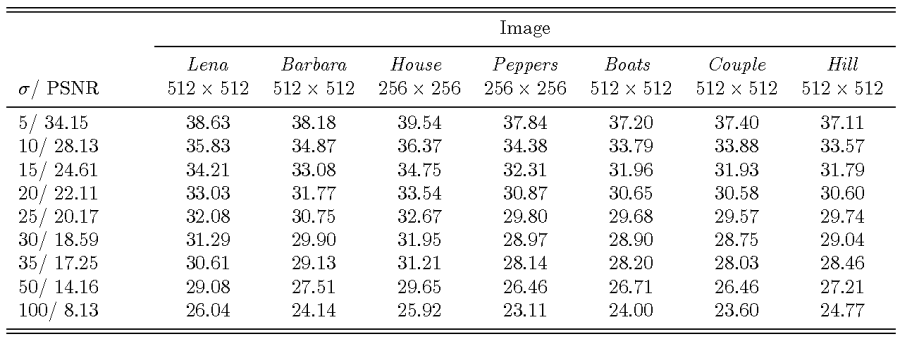 Image
Lena Barbara House Peppers Boats Couple Hill
σ/ PSNR 512 × 512 512 × 512 256 × 256 256 × 256 512 × 512 512 × 512 512 × 512
5/ 34.15 38.63 38.18 39.54 37.84 37.20 37.40 37.11
10/ 28.13 35.83 34.87 36.37 34.38 33.79 33.88 33.57
15/ 24.61 34.21 33.08 34.75 32.31 31.96 31.93 31.79
20/ 22.11 33.03 31.77 33.54 30.87 30.65 30.58 30.60
25/ 20.17 32.08 30.75 32.67 29.80 29.68 29.57 29.74
30/ 18.59 31.29 29.90 31.95 28.97 28.90 28.75 29.04
35/ 17.25 30.61 29.13 31.21 28.14 28.20 28.03 28.46
50/ 14.16 29.08 27.51 29.65 26.46 26.71 26.46 27.21
100/ 8.13 26.04 24.14 25.92 23.11 24.00 23.60 24.77